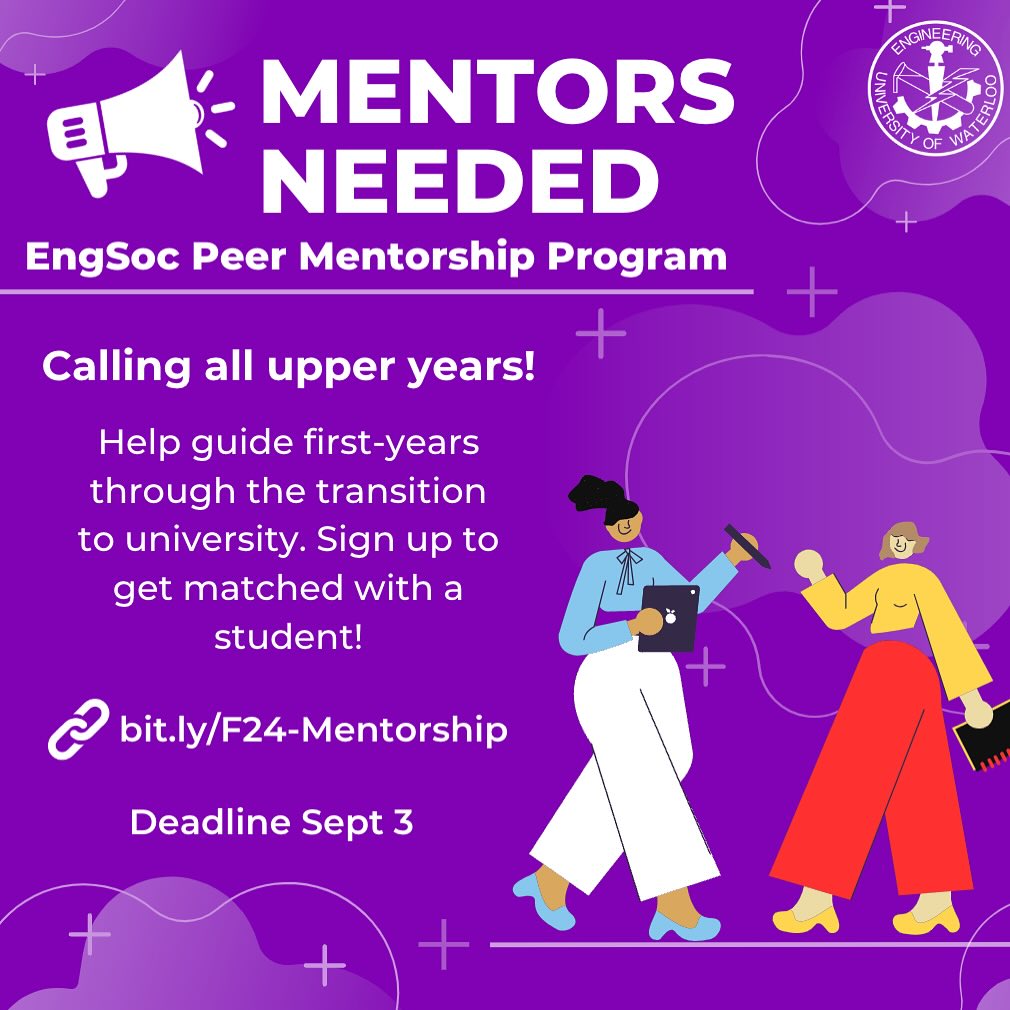 MENTORS
NEEDED
ENGINEERING
UNIVERSITY OF WATERLOO
EngSoc Peer Mentorship Program
Calling all upper years!
Help guide first-years
through the transition
to university. Sign up to
get matched with a
student!
bit.ly/F24-Mentorship
Deadline Sept 3